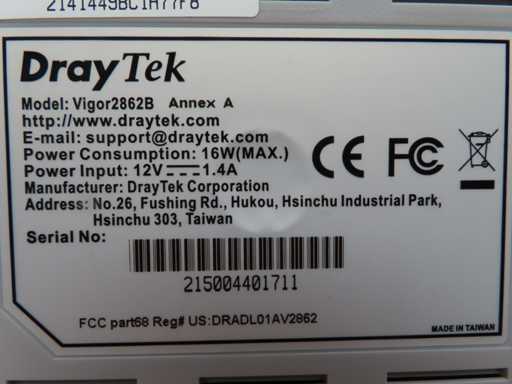 DrayTek
Model: Vigor2862B Annex A
http://www.draytek.com
E-mail: support@draytek.com
Power Consumption: 16W(MAX.)
Power Input: 12V⎓1.4A
Manufacturer: DrayTek Corporation
Address: No.26, Fushing Rd., Hukou, Hsinchu Industrial Park,
Hsinchu 303, Taiwan
CE FC
Serial No:
215004401711
FCC part68 Reg# US:DRADL01AV2862
MADE IN TAIWAN